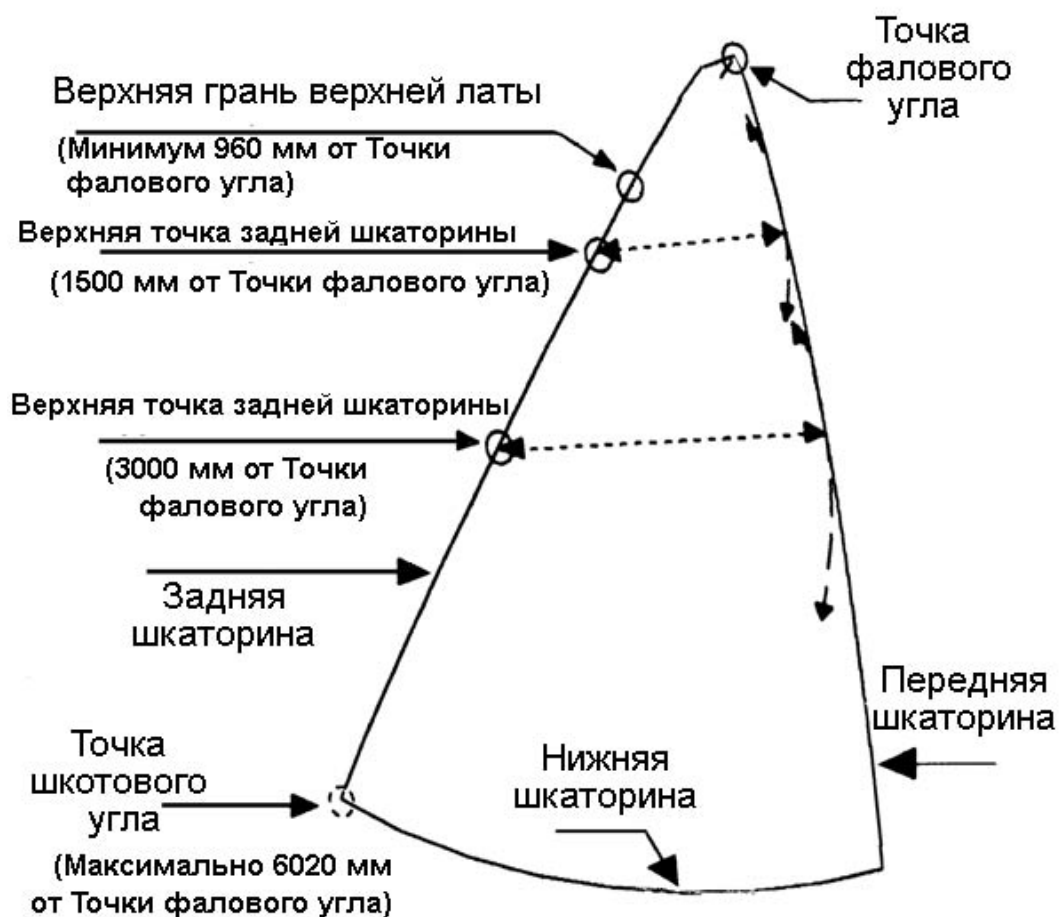 Точка
фалового
угла
Верхняя грань верхней латы
(Минимум 960 мм от Точки
фалового угла)
Верхняя точка задней шкаторины
(1500 мм от Точки фалового угла)
Верхняя точка задней шкаторины
(3000 мм от Точки
фалового угла)
Задняя
шкаторина
Передняя
шкаторина
Точка
шкотового
угла
Нижняя
шкаторина
(Максимально 6020 мм
от Точки фалового угла)